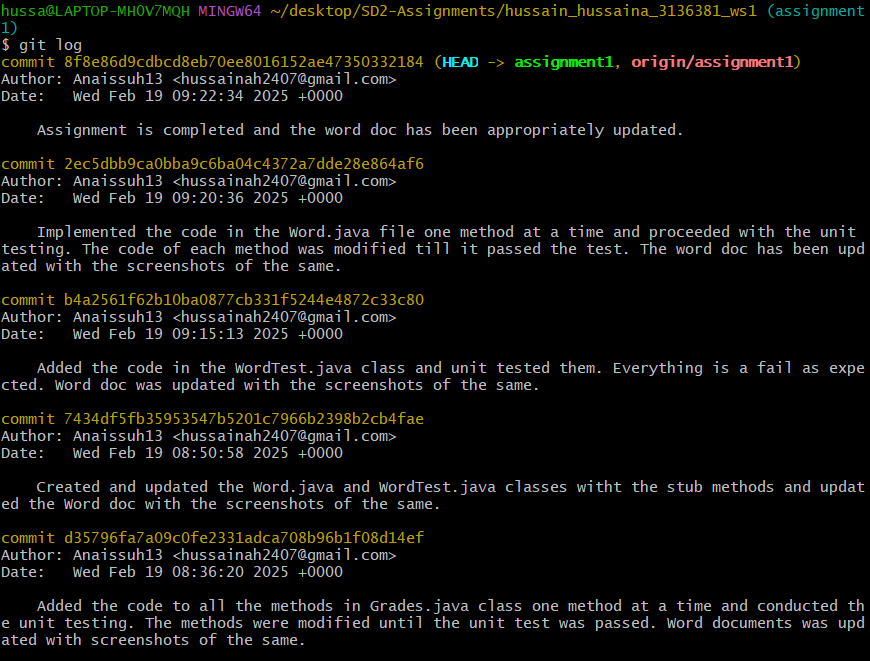 hussa@LAPTOP-MH0V7MQH MINGW64 ~/desktop/SD2-Assignments/hussain_hussaina_3136381_ws1 (assignment
1)
$ git log
commit 8f8e86d9cdbcd8eb70ee8016152ae47350332184 (HEAD -> assignment1, origin/assignment1)
Author: Anaissuh13 <hussainah2407@gmail.com>
Date:   Wed Feb 19 09:22:34 2025 +0000

    Assignment is completed and the word doc has been appropriately updated.

commit 2ec5dbb9ca0bba9c6ba04c4372a7dde28e864af6
Author: Anaissuh13 <hussainah2407@gmail.com>
Date:   Wed Feb 19 09:20:36 2025 +0000

    Implemented the code in the Word.java file one method at a time and proceeded with the unit
testing. The code of each method was modified till it passed the test. The word doc has been upd
ated with the screenshots of the same.

commit b4a2561f62b10ba0877cb331f5244e4872c33c80
Author: Anaissuh13 <hussainah2407@gmail.com>
Date:   Wed Feb 19 09:15:13 2025 +0000

    Added the code in the WordTest.java class and unit tested them. Everything is a fail as expe
cted. Word doc was updated with the screenshots of the same.

commit 7434df5fb35953547b5201c7966b2398b2cb4fae
Author: Anaissuh13 <hussainah2407@gmail.com>
Date:   Wed Feb 19 08:50:58 2025 +0000

    Created and updated the Word.java and WordTest.java classes witht the stub methods and updat
ed the Word doc with the screenshots of the same.

commit d35796fa7a09c0fe2331adca708b96b1f08d14ef
Author: Anaissuh13 <hussainah2407@gmail.com>
Date:   Wed Feb 19 08:36:20 2025 +0000

    Added the code to all the methods in Grades.java class one method at a time and conducted th
e unit testing. The methods were modified until the unit test was passed. Word documents was upd
ated with screenshots of the same.